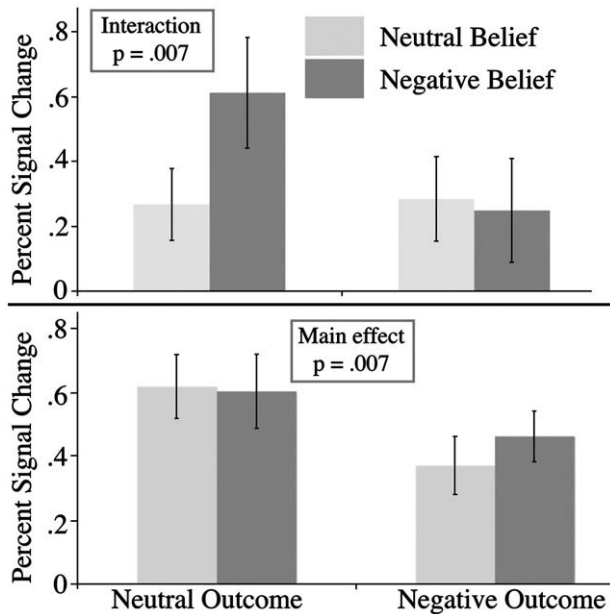 Interaction
p = .007
Neutral Belief
Negative Belief
Percent Signal Change
.8
.6
.4
.2
0
Main effect
p = .007
Percent Signal Change
.8
.6
.4
.2
0
Neutral Outcome
Negative Outcome